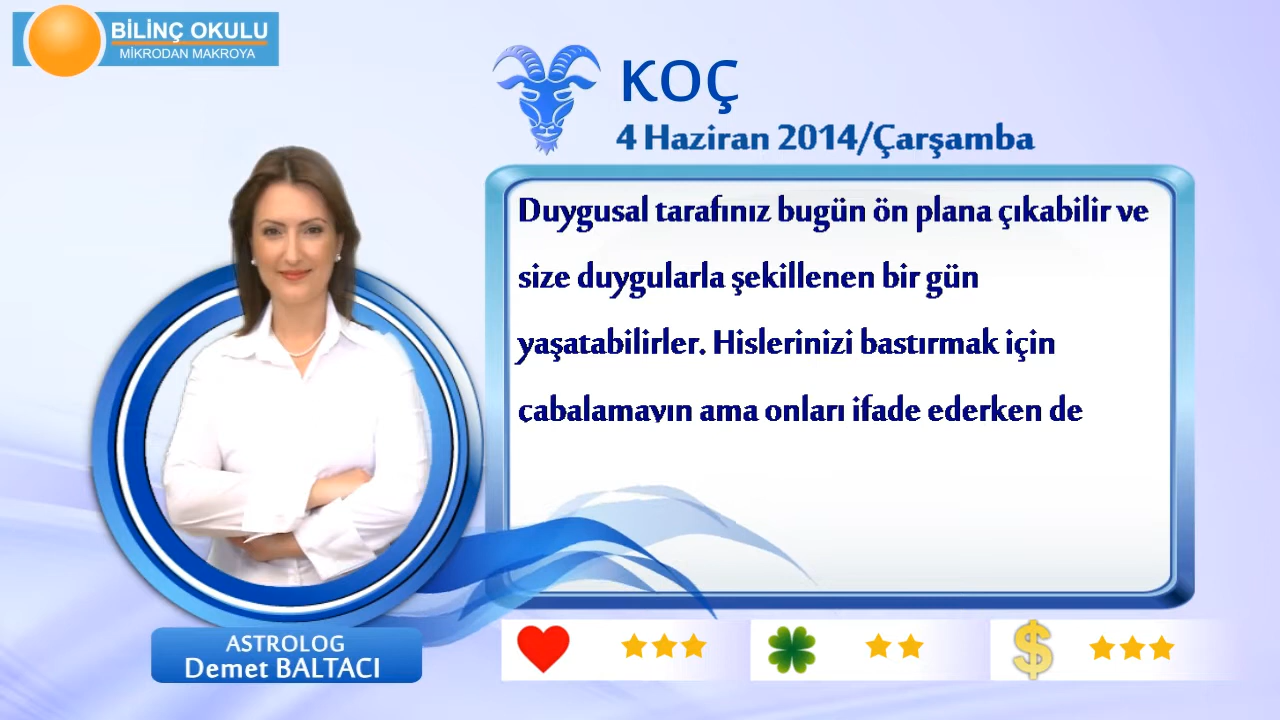 BİLİNÇ OKULU
MİKRODAN MAKROYA
KOÇ
4 Haziran 2014/Çarşamba
Duygusal tarafınız bugün ön plana çıkabilir ve
size duygularla şekillenen bir gün
yaşatabilirler. Hislerinizi bastırmak için
çabalamayın ama onları ifade ederken de
ASTROLOG
Demet BALTACI
$